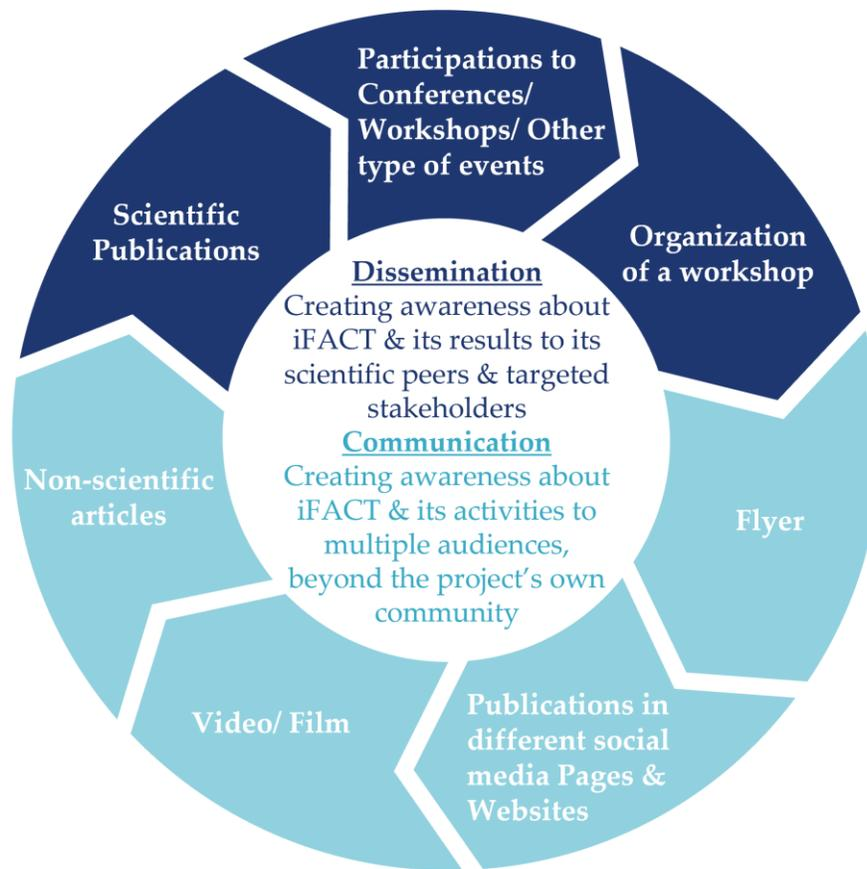 Participations to
Conferences/
Workshops/ Other
type of events
Scientific
Publications
Organization
of a workshop
Dissemination
Creating awareness about
iFACT & its results to its
scientific peers & targeted
stakeholders
Communication
Creating awareness about
iFACT & its activities to
multiple audiences,
beyond the project’s own
community
Non-scientific
articles
Flyer
Video/ Film
Publications in
different social
media Pages &
Websites